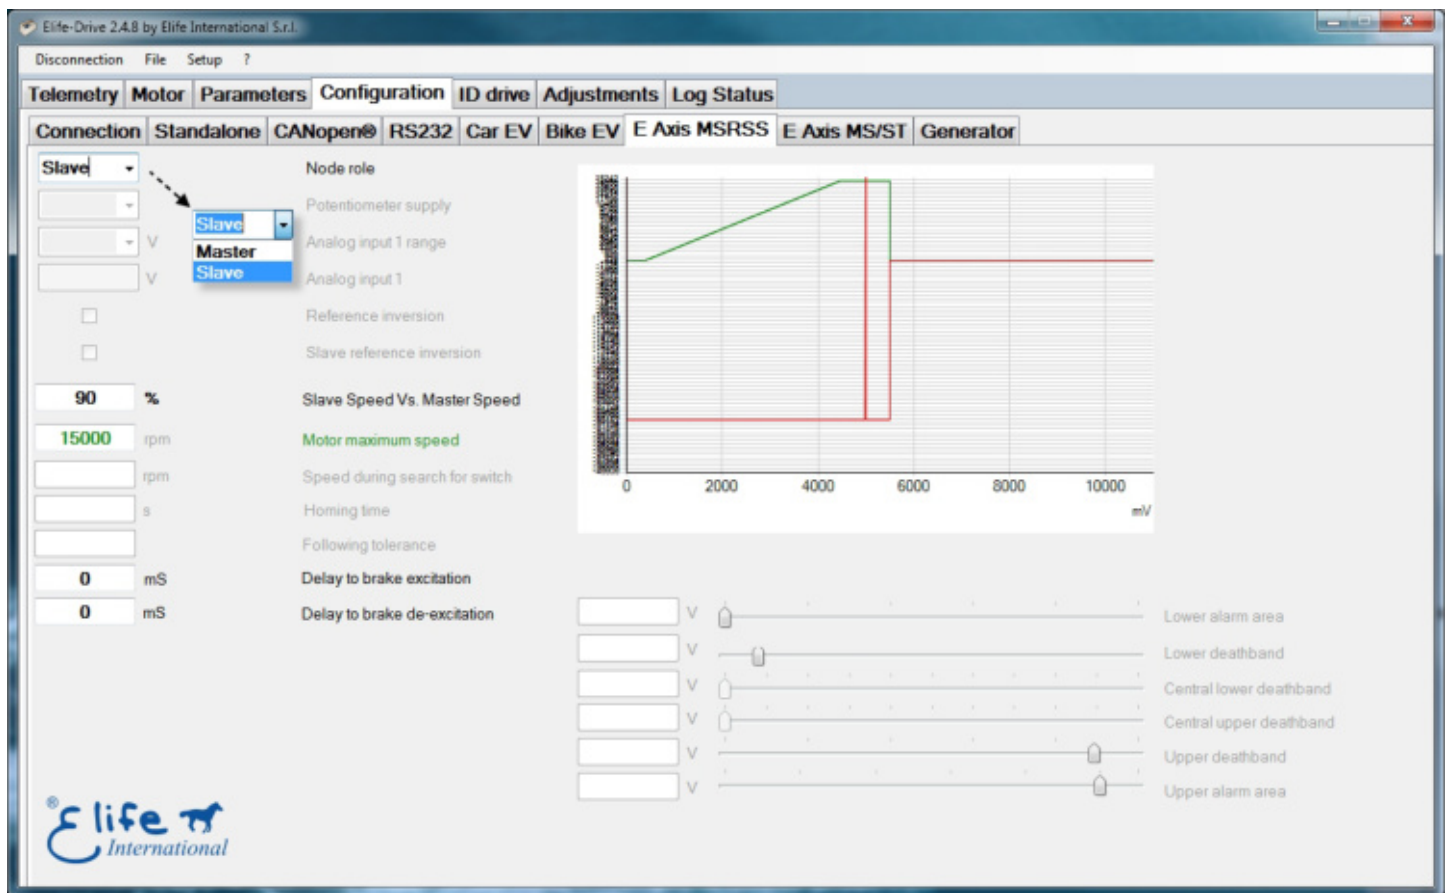 Elife-Drive 2.4.8 by Elife International S.r.l.
Disconnection File Setup ?
Telemetry Motor Parameters Configuration ID drive Adjustments Log Status
Connection Standalone CANopen® RS232 Car EV Bike EV E Axis MSRSS E Axis MS/ST Generator
Slave Node role
Potentiometer supply
Slave
V Analog input 1 range
Master
Slave
V Analog input 1
Reference inversion
Slave reference inversion
90 % Slave Speed Vs. Master Speed
15000 rpm Motor maximum speed
rpm Speed during search for switch
s Homing time
Following tolerance
0 mS Delay to brake excitation
0 mS Delay to brake de-excitation
0 2000 4000 6000 8000 10000
mV
V Lower alarm area
V Lower deathband
V Central lower deathband
V Central upper deathband
V Upper deathband
V Upper alarm area
® Elife
International